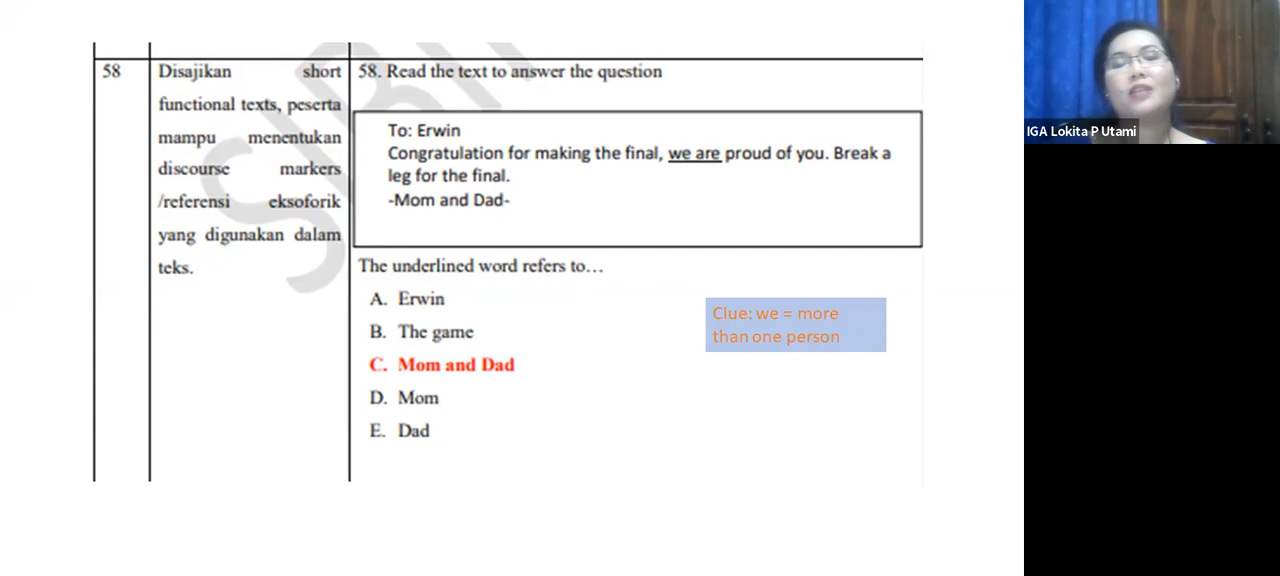 58
Disajikan short
functional texts, peserta
mampu menentukan
discourse markers
/referensi eksoforik
yang digunakan dalam
teks.
58. Read the text to answer the question
To: Erwin
Congratulation for making the final, we are proud of you. Break a
leg for the final.
-Mom and Dad-
The underlined word refers to…
A. Erwin
B. The game
C. Mom and Dad
D. Mom
E. Dad
Clue: we = more
than one person
IGA Lokita P Utami